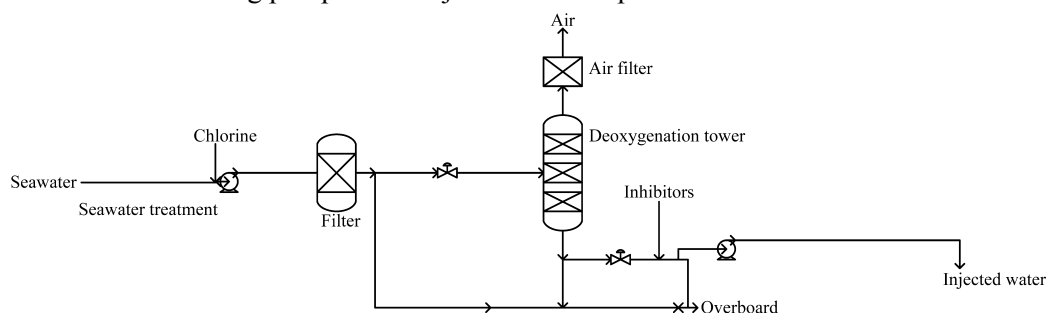 Air
Air filter
Chlorine
Deoxygenation tower
Seawater
Inhibitors
Seawater treatment
Filter
Injected water
Overboard